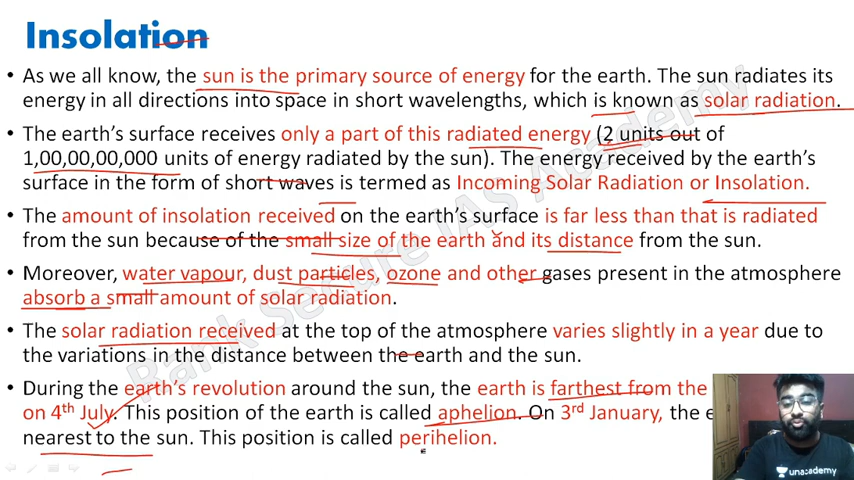 Insolation
• As we all know, the sun is the primary source of energy for the earth. The sun radiates its
energy in all directions into space in short wavelengths, which is known as solar radiation.
• The earth's surface receives only a part of this radiated energy (2 units out of
1,00,00,00,000 units of energy radiated by the sun). The energy received by the earth's
surface in the form of short waves is termed as Incoming Solar Radiation or Insolation.
• The amount of insolation received on the earth's surface is far less than that is radiated
from the sun because of the small size of the earth and its distance from the sun.
• Moreover, water vapour, dust particles, ozone and other gases present in the atmosphere
absorb a small amount of solar radiation.
• The solar radiation received at the top of the atmosphere varies slightly in a year due to
the variations in the distance between the earth and the sun.
• During the earth's revolution around the sun, the earth is farthest from the
on 4th July. This position of the earth is called aphelion. On 3rd January, the
nearest to the sun. This position is called perihelion.
Rank Secure IAS Academy
unacademy